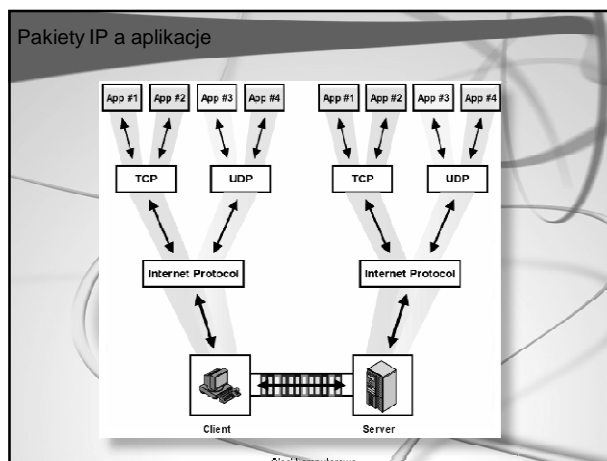 Pakiety IP a aplikacje
App #1 App #2 App #3 App #4 App #1 App #2 App #3 App #4
TCP UDP TCP UDP
Internet Protocol Internet Protocol
Client Server